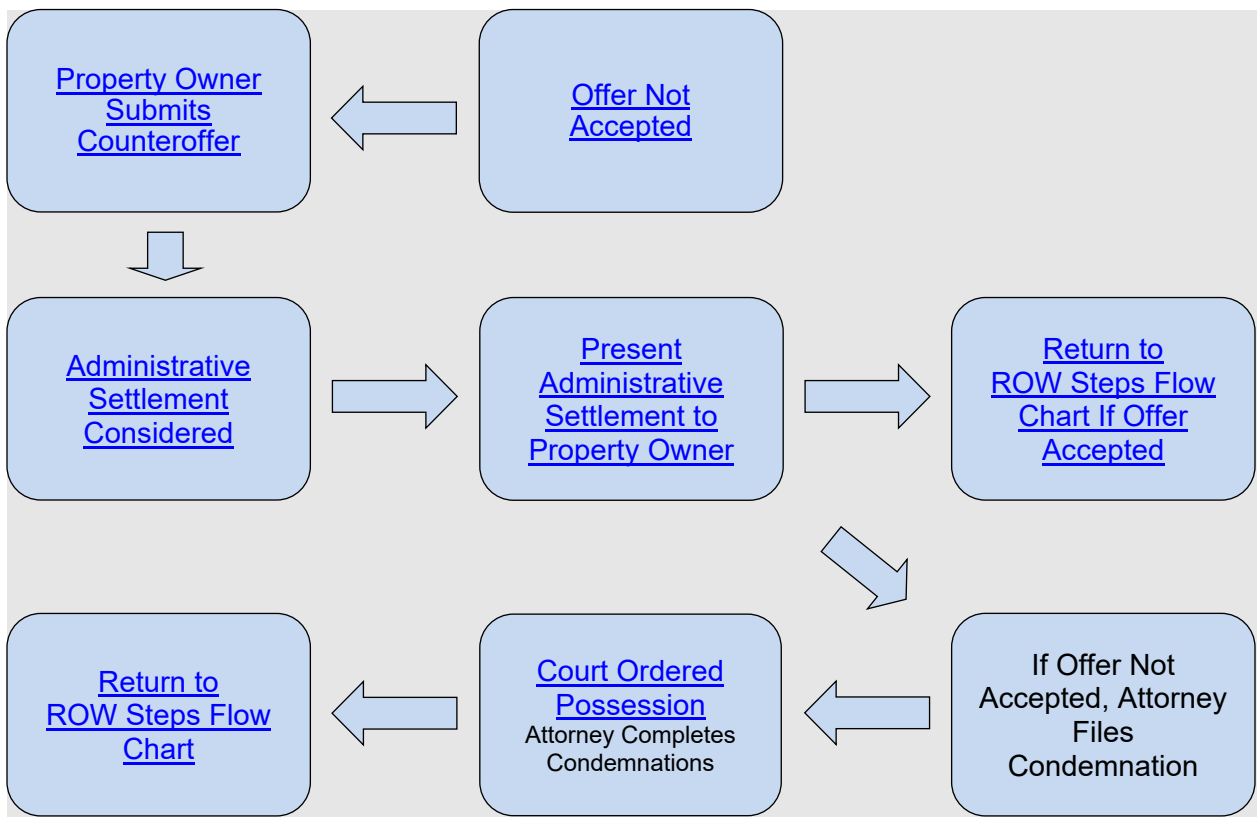 Property Owner
Submits
Counteroffer
Offer Not
Accepted
Administrative
Settlement
Considered
Present
Administrative
Settlement to
Property Owner
Return to
ROW Steps Flow
Chart If Offer
Accepted
Return to
ROW Steps Flow
Chart
Court Ordered
Possession
Attorney Completes
Condemnations
If Offer Not
Accepted, Attorney
Files
Condemnation